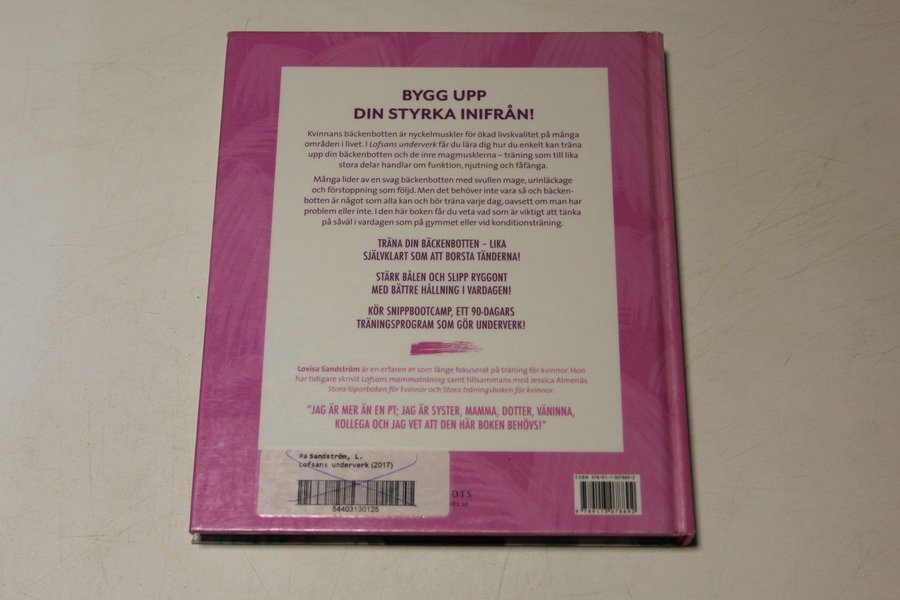 BYGG UPP
DIN STYRKA INIFRÅN!
Kvinnans bäckenbotten är nyckelmuskler för ökad livskvalitet på många
områden i livet. I Lofsans underverk får du lära dig hur du enkelt kan träna
upp din bäckenbotten och de inre magmusklerna – träning som till lika
stora delar handlar om funktion, njutning och fåfänga.
Många lider av en svag bäckenbotten med svullen mage, urinläckage
och förstoppning som följd. Men det behöver inte vara så och bäcken-
botten är något som alla kan och bör träna varje dag, oavsett om man har
problem eller inte. I den här boken får du veta vad som är viktigt att tänka
på såväl i vardagen som på gymmet eller vid konditionsträning.
TRÄNA DIN BÄCKENBOTTEN – LIKA
SJÄLVKLART SOM ATT BORSTA TÄNDERNA!
STÄRK BÅLEN OCH SLIPP RYGGONT
MED BÄTTRE HÅLLNING I VARDAGEN!
KÖR SNIPPBOOTCAMP, ETT 90-DAGARS
TRÄNINGSPROGRAM SOM GÖR UNDERVERK!
Lovisa Sandström är en erfaren PT som länge fokuserat på träning för kvinnor. Hon
har tidigare skrivit Lofsans mammaträning samt tillsammans med Jessica Almenäs
Stora löparboken för kvinnor och Stora träningsboken för kvinnor.
"JAG ÄR MER ÄN EN PT; JAG ÄR SYSTER, MAMMA, DOTTER, VÄNINNA,
KOLLEGA OCH JAG VET ATT DEN HÄR BOKEN BEHÖVS!"
Ra Sandström, L.
Lofsans underverk (2017)
54403130125
DTS